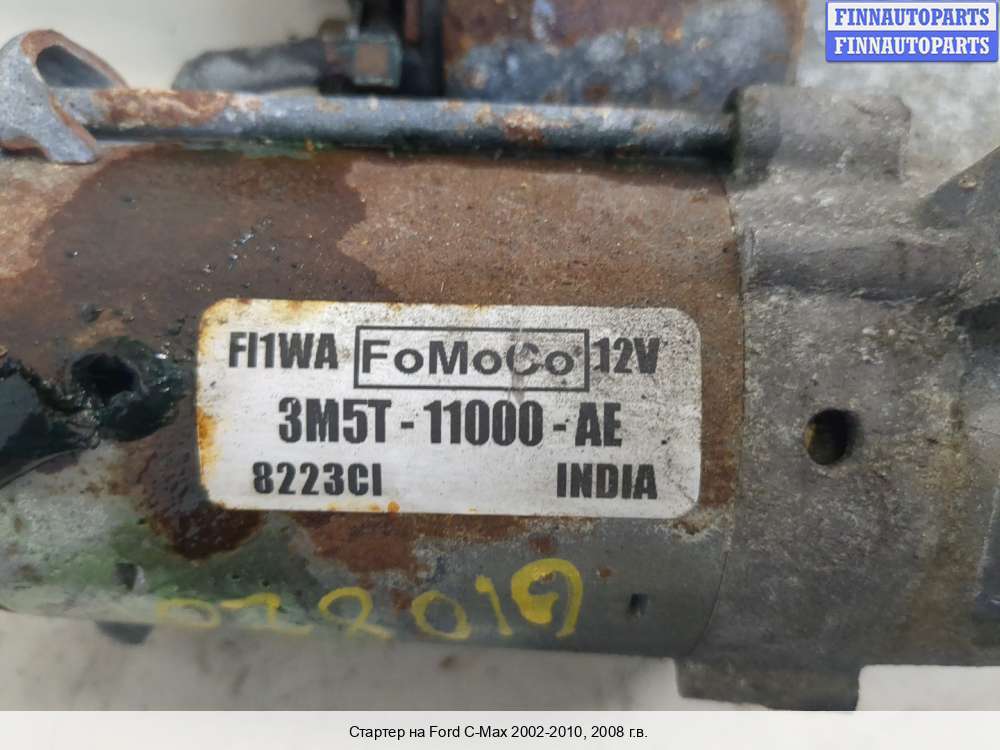 FINNAUTOPARTS
FINNAUTOPARTS
FI1WA FoMoCo 12V
3M5T - 11000 - AE
8223CI INDIA
Стартер на Ford C-Max 2002-2010, 2008 г.в.